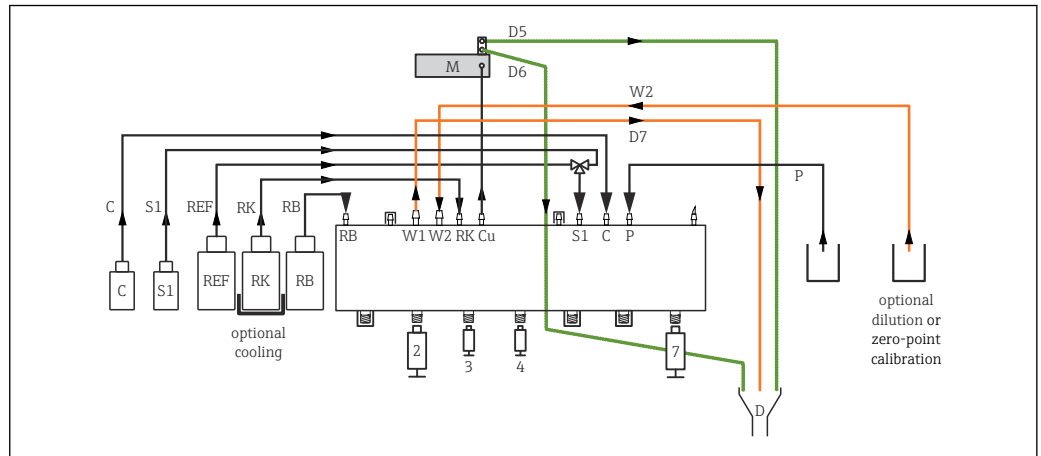 D5
M
D6
W2
D7
P
C
S1
REF
RK
RB
RB
W1
W2
RK
Cu
S1
C
P
C
S1
REF
RK
RB
optional
cooling
2
3
4
7
optional
dilution or
zero-point
calibration
D